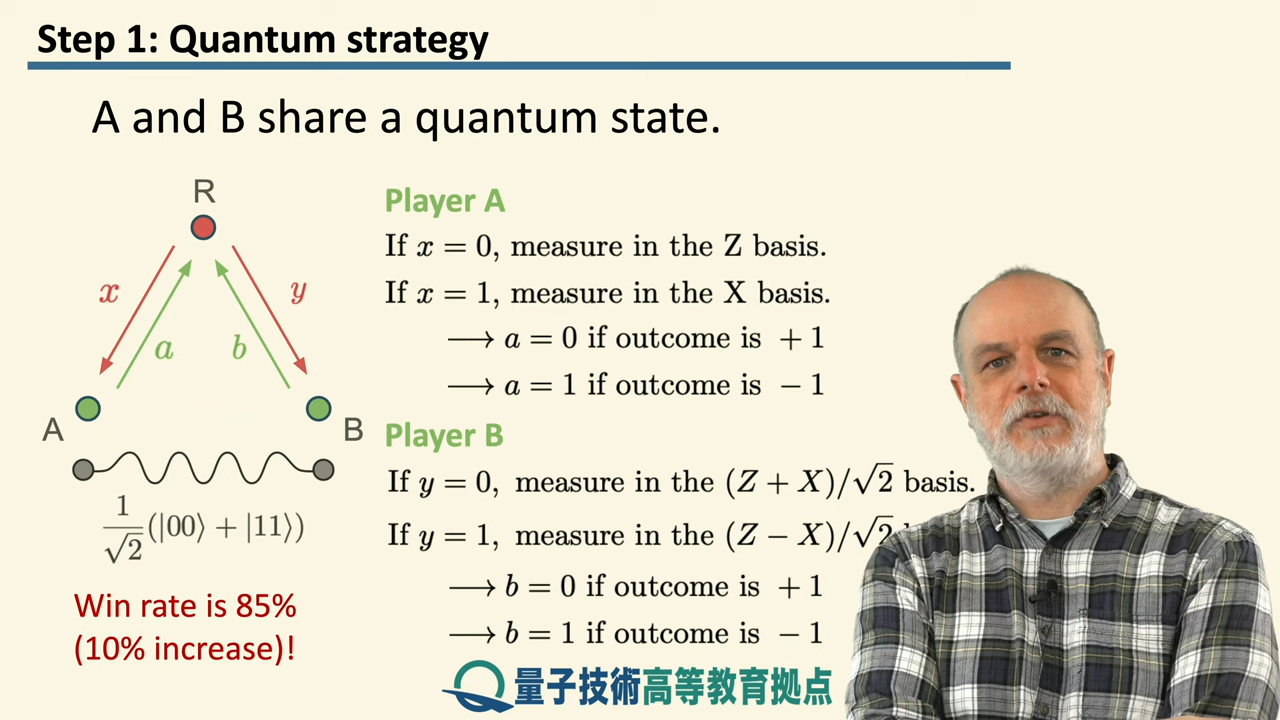 Step 1: Quantum strategy
A and B share a quantum state.
R
x
y
a
b
A
B
1/√2 (|00⟩ + |11⟩)
Win rate is 85%
(10% increase)!
Player A
If x = 0, measure in the Z basis.
If x = 1, measure in the X basis.
⟶ a = 0 if outcome is + 1
⟶ a = 1 if outcome is − 1
Player B
If y = 0, measure in the (Z + X)/√2 basis.
If y = 1, measure in the (Z − X)/√2
⟶ b = 0 if outcome is + 1
⟶ b = 1 if outcome is − 1
量子技術高等教育拠点